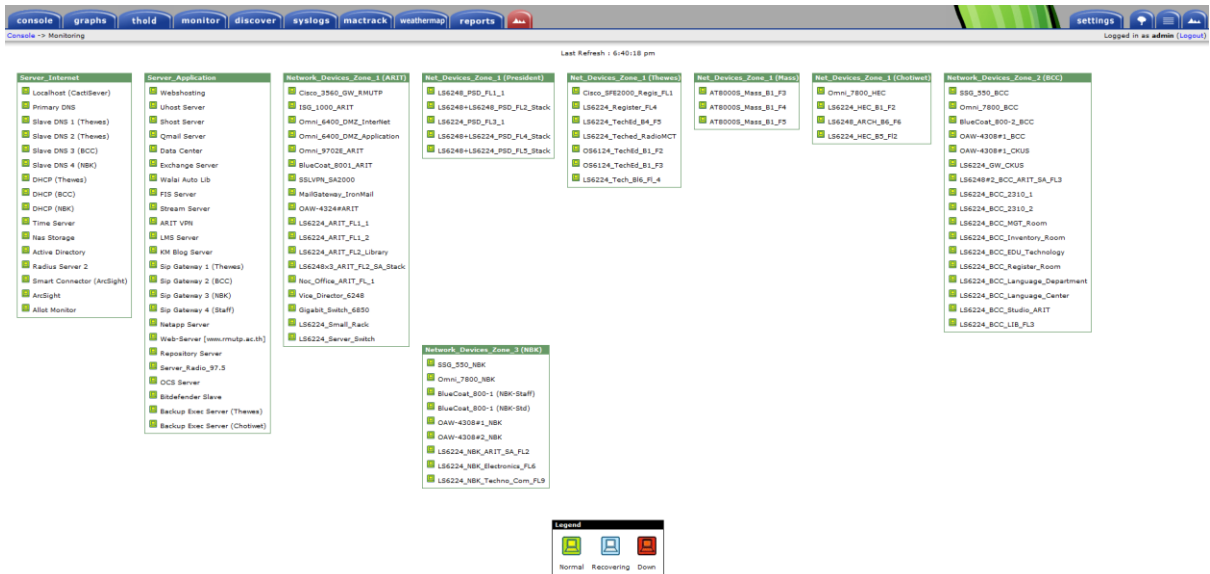 console graphs thold monitor discover syslogs mactrack weathermap reports settings
Console -> Monitoring Logged in as admin (Logout)
Last Refresh : 6:40:18 pm
Server_Internet
Localhost (CactiSever)
Primary DNS
Slave DNS 1 (Thewes)
Slave DNS 2 (Thewes)
Slave DNS 3 (BCC)
Slave DNS 4 (NBK)
DHCP (Thewes)
DHCP (BCC)
DHCP (NBK)
Time Server
Nas Storage
Active Directory
Radius Server 2
Smart Connector (ArcSight)
ArcSight
Allot Monitor
Server_Application
Webshosting
Uhost Server
Shost Server
Qmail Server
Data Center
Exchange Server
Walai Auto Lib
FIS Server
Stream Server
ARIT VPN
LMS Server
KM Blog Server
Sip Gateway 1 (Thewes)
Sip Gateway 2 (BCC)
Sip Gateway 3 (NBK)
Sip Gateway 4 (Staff)
Netapp Server
Web-Server [www.rmutp.ac.th]
Repository Server
Server_Radio_97.5
OCS Server
Bitdefender Slave
Backup Exec Server (Thewes)
Backup Exec Server (Chotiwet)
Network_Devices_Zone_1 (ARIT)
Cisco_3560_GW_RMUTP
ISG_1000_ARIT
Omni_6400_DMZ_InterNet
Omni_6400_DMZ_Application
Omni_9702E_ARIT
BlueCoat_8001_ARIT
SSLVPN_SA2000
MailGateway_IronMail
OAW-4324#ARIT
LS6224_ARIT_FL1_1
LS6224_ARIT_FL1_2
LS6224_ARIT_FL2_Library
LS6248x3_ARIT_FL2_SA_Stack
Noc_Office_ARIT_FL_1
Vice_Director_6248
Gigabit_Switch_6850
LS6224_Small_Rack
LS6224_Server_Switch
Net_Devices_Zone_1 (President)
LS6248_PSD_FL1_1
LS6248+LS6248_PSD_FL2_Stack
LS6224_PSD_FL3_1
LS6248+LS6224_PSD_FL4_Stack
LS6248+LS6224_PSD_FL5_Stack
Net_Devices_Zone_1 (Thewes)
Cisco_SFE2000_Regis_FL1
LS6224_Register_FL4
LS6224_TechEd_B4_F5
LS6224_Teched_RadioMCT
OS6124_TechEd_B1_F2
OS6124_TechEd_B1_F3
LS6224_Tech_Bl6_Fl_4
Net_Devices_Zone_1 (Mass)
AT8000S_Mass_B1_F3
AT8000S_Mass_B1_F4
AT8000S_Mass_B1_F5
Net_Devices_Zone_1 (Chotiwet)
Omni_7800_HEC
LS6224_HEC_B1_F2
LS6248_ARCH_B6_F6
LS6224_HEC_B5_Fl2
Network_Devices_Zone_2 (BCC)
SSG_550_BCC
Omni_7800_BCC
BlueCoat_800-2_BCC
OAW-4308#1_BCC
OAW-4308#1_CKUS
LS6224_GW_CKUS
LS6248#2_BCC_ARIT_SA_FL3
LS6224_BCC_2310_1
LS6224_BCC_2310_2
LS6224_BCC_MGT_Room
LS6224_BCC_Inventory_Room
LS6224_BCC_EDU_Technology
LS6224_BCC_Register_Room
LS6224_BCC_Language_Department
LS6224_BCC_Language_Center
LS6224_BCC_Studio_ARIT
LS6224_BCC_LIB_FL3
Network_Devices_Zone_3 (NBK)
SSG_550_NBK
Omni_7800_NBK
BlueCoat_800-1 (NBK-Staff)
BlueCoat_800-1 (NBK-Std)
OAW-4308#1_NBK
OAW-4308#2_NBK
LS6224_NBK_ARIT_SA_FL2
LS6224_NBK_Electronics_FL6
LS6224_NBK_Techno_Com_FL9
Legend
Normal Recovering Down